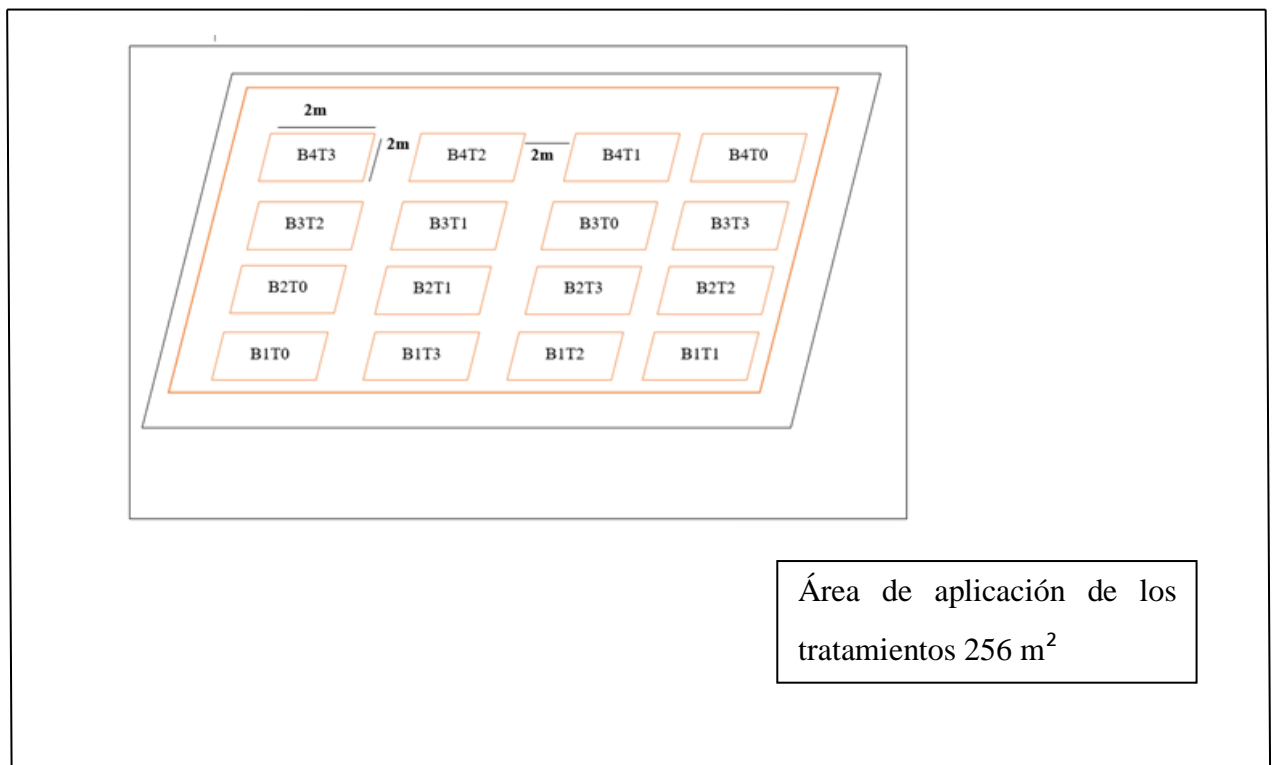 2m
2m
2m
B4T3 B4T2 B4T1 B4T0
B3T2 B3T1 B3T0 B3T3
B2T0 B2T1 B2T3 B2T2
B1T0 B1T3 B1T2 B1T1
Área de aplicación de los
tratamientos 256 m²